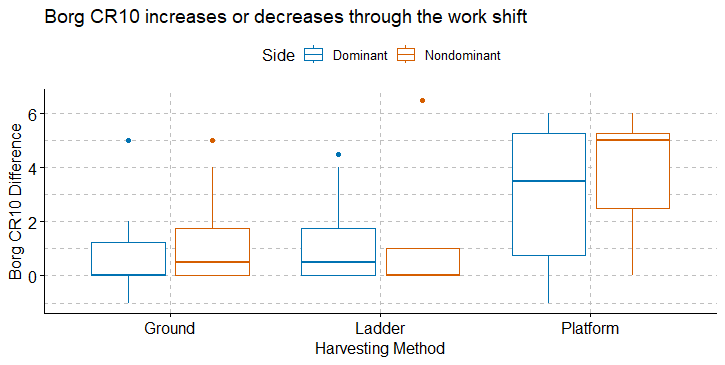 Borg CR10 increases or decreases through the work shift
Side Dominant Nondominant
Borg CR10 Difference
6
4
2
0
Ground Ladder Platform
Harvesting Method